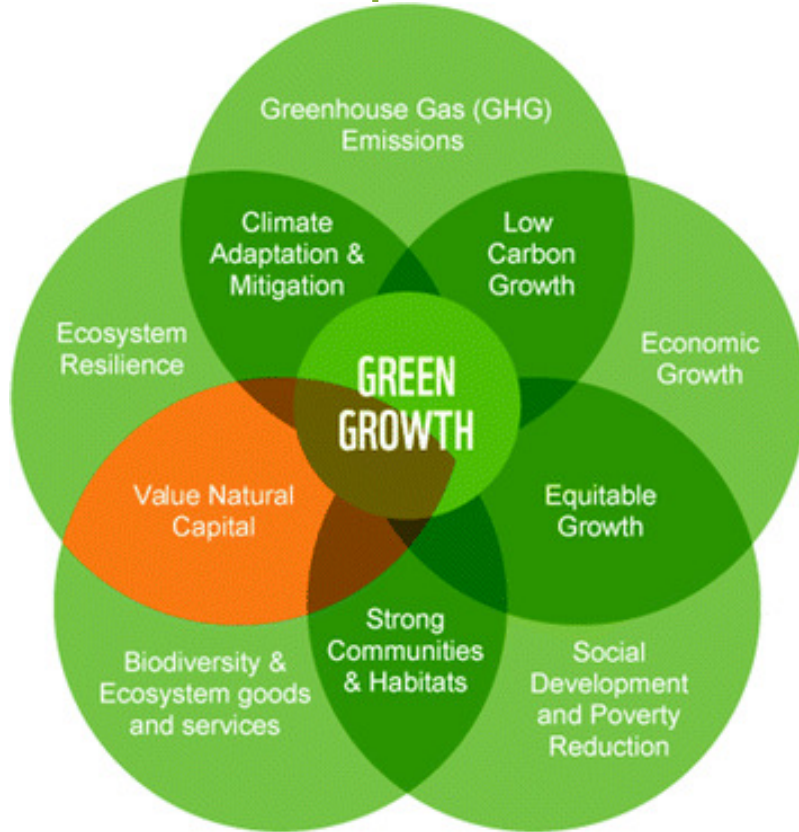 Greenhouse Gas (GHG)
Emissions
Climate
Adaptation &
Mitigation
Low
Carbon
Growth
Ecosystem
Resilience
GREEN
GROWTH
Economic
Growth
Value Natural
Capital
Equitable
Growth
Strong
Communities
& Habitats
Biodiversity &
Ecosystem goods
and services
Social
Development
and Poverty
Reduction